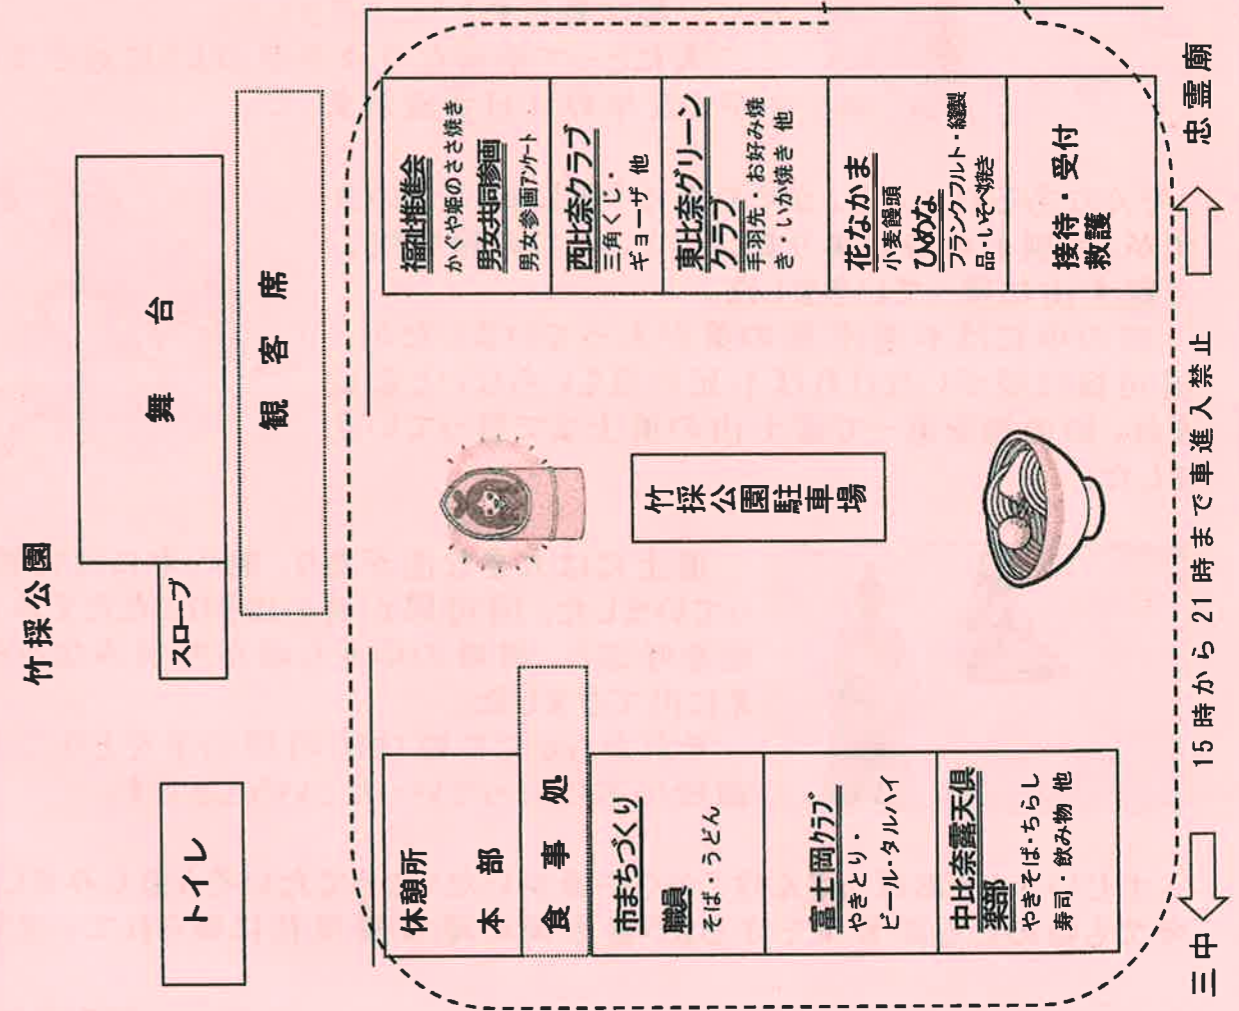 竹採公園
トイレ
スロープ
舞台
観客席
休憩所
本部
食事処
市まちづくり
職員
そば・うどん
富士岡クラブ
やきとり・
ビール・タルハイ
中比奈露天倶
楽部
やきそば・ちらし
寿司・飲み物 他
竹採公園駐車場
福祉推進会
かぐや姫のささ焼き
男女共同参画
男女参画アンケート
西比奈クラブ
三角くじ・
ギョーザ 他
東比奈グリーン
クラブ
手羽先・お好み焼
き いか焼き 他
花なかま
小麦饅頭
ひめな
フランクフルト・縫製
品・いそべ焼き
接待・受付
救護
三中
15時から21時まで車進入禁止
忠霊廟